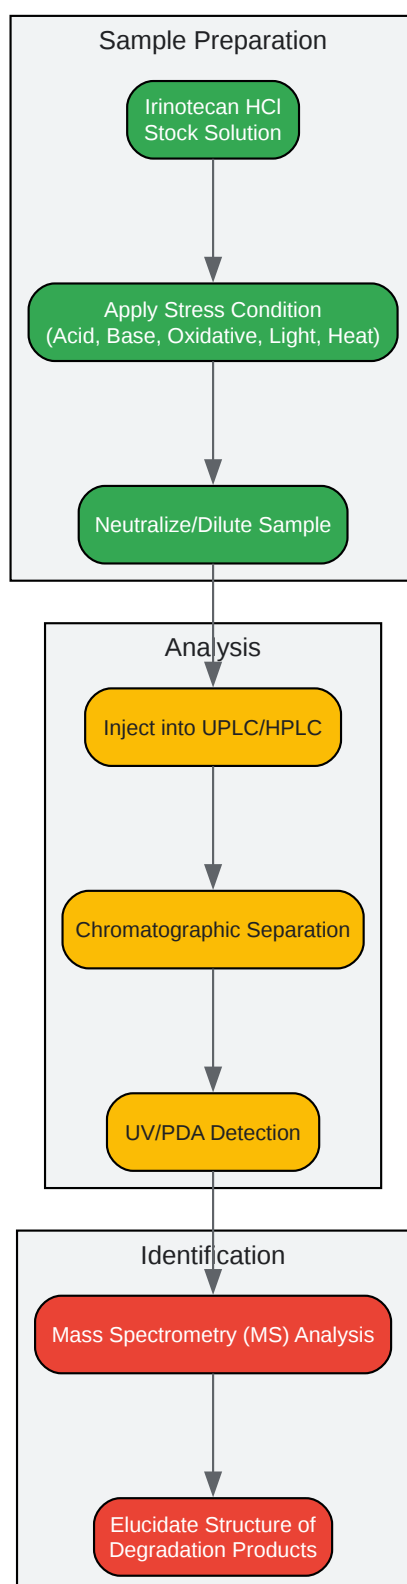 Sample Preparation
Irinotecan HCl
Stock Solution
Apply Stress Condition
(Acid, Base, Oxidative, Light, Heat)
Neutralize/Dilute Sample
Analysis
Inject into UPLC/HPLC
Chromatographic Separation
UV/PDA Detection
Identification
Mass Spectrometry (MS) Analysis
Elucidate Structure of
Degradation Products